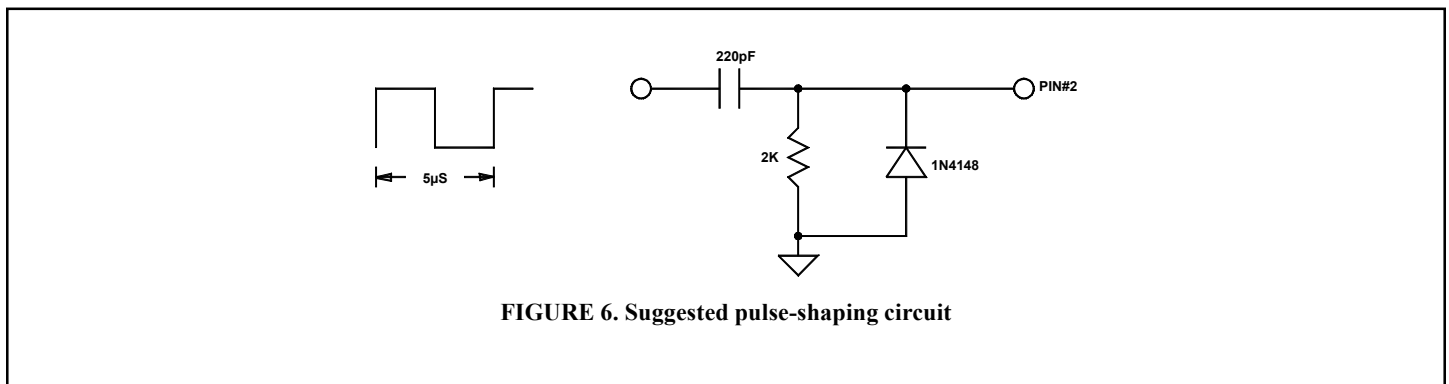 220pF
PIN#2
2K
1N4148
5µS
FIGURE 6. Suggested pulse-shaping circuit